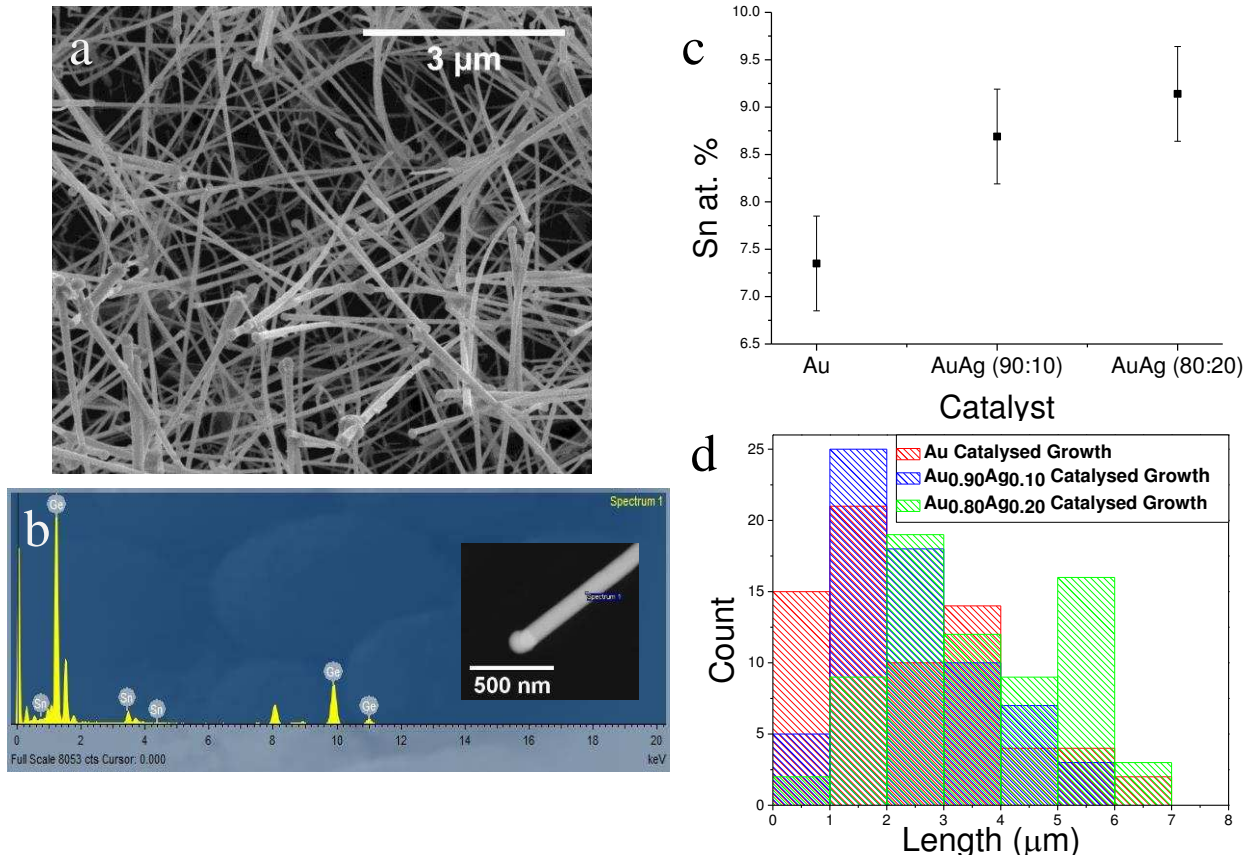 a
3 µm
b
Spectrum 1
Ge
Sn
Sn
Sn
Ge
Ge
Spectrum 1
500 nm
0 2 4 6 8 10 12 14 16 18 20
Full Scale 8053 cts Cursor: 0.000
keV
c
Sn at. %
10.0
9.5
9.0
8.5
8.0
7.5
7.0
6.5
Au AuAg (90:10) AuAg (80:20)
Catalyst
d
Au Catalysed Growth
Au0.90Ag0.10 Catalysed Growth
Au0.80Ag0.20 Catalysed Growth
Count
25
20
15
10
5
0
0 1 2 3 4 5 6 7 8
Length (µm)